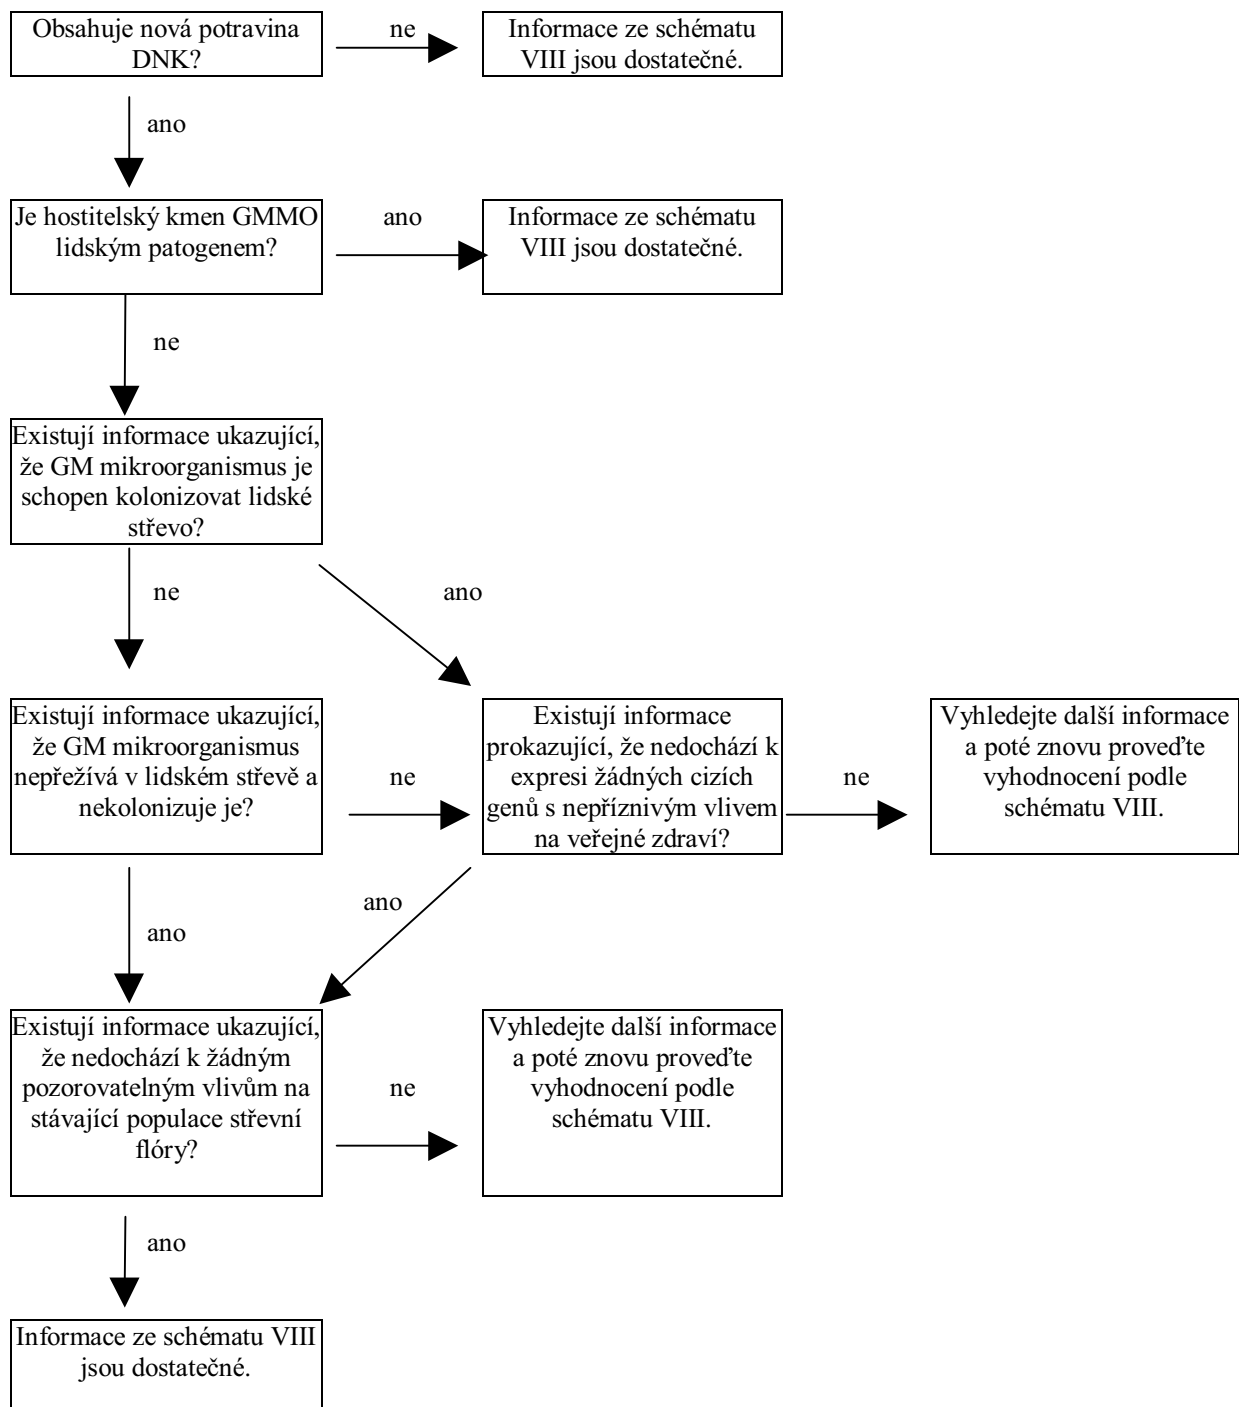 Obsahuje nová potravina
DNK?
ne
Informace ze schématu
VIII jsou dostatečné.
ano
Je hostitelský kmen GMMO
lidským patogenem?
ano
Informace ze schématu
VIII jsou dostatečné.
ne
Existují informace ukazující,
že GM mikroorganismus je
schopen kolonizovat lidské
střevo?
ne
ano
Existují informace ukazující,
že GM mikroorganismus
nepřežívá v lidském střevě a
nekolonizuje je?
ne
Existují informace
prokazující, že nedochází k
expresi žádných cizích
genů s nepříznivým vlivem
na veřejné zdraví?
ne
Vyhledejte další informace
a poté znovu proveďte
vyhodnocení podle
schématu VIII.
ano
ano
Existují informace ukazující,
že nedochází k žádným
pozorovatelným vlivům na
stávající populace střevní
flóry?
ne
Vyhledejte další informace
a poté znovu proveďte
vyhodnocení podle
schématu VIII.
ano
Informace ze schématu VIII
jsou dostatečné.